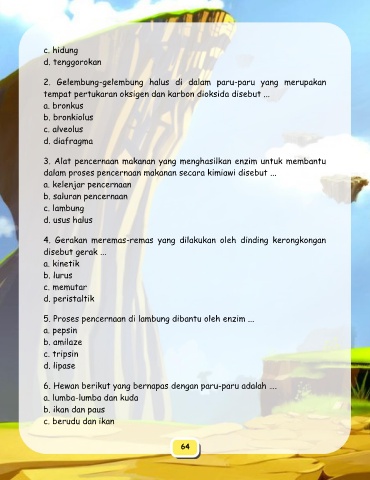 c. hidung
d. tenggorokan
2. Gelembung-gelembung halus di dalam paru-paru yang merupakan
tempat pertukaran oksigen dan karbon dioksida disebut ...
a. bronkus
b. bronkiolus
c. alveolus
d. diafragma
3. Alat pencernaan makanan yang menghasilkan enzim untuk membantu
dalam proses pencernaan makanan secara kimiawi disebut ...
a. kelenjar pencernaan
b. saluran pencernaan
c. lambung
d. usus halus
4. Gerakan meremas-remas yang dilakukan oleh dinding kerongkongan
disebut gerak ...
a. kinetik
b. lurus
c. memutar
d. peristaltik
5. Proses pencernaan di lambung dibantu oleh enzim ...
a. pepsin
b. amilaze
c. tripsin
d. lipase
6. Hewan berikut yang bernapas dengan paru-paru adalah ....
a. lumba-lumba dan kuda
b. ikan dan paus
c. berudu dan ikan
64